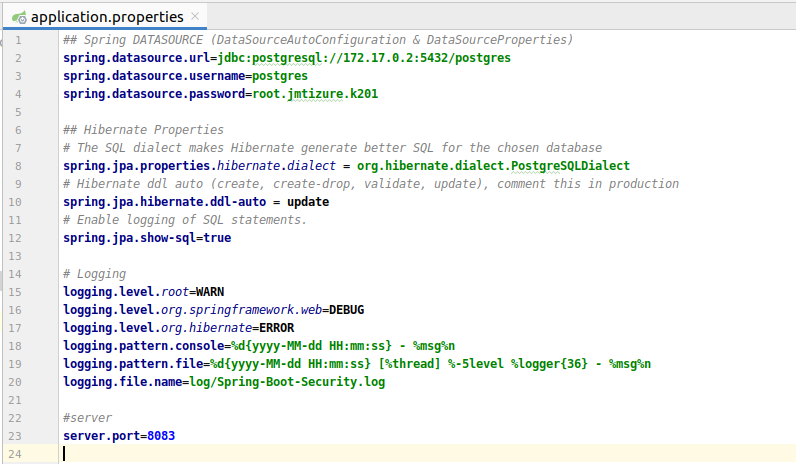 application.properties
1 ## Spring DATASOURCE (DataSourceAutoConfiguration & DataSourceProperties)
2 spring.datasource.url=jdbc:postgresql://172.17.0.2:5432/postgres
3 spring.datasource.username=postgres
4 spring.datasource.password=root.jmtizure.k201
5
6 ## Hibernate Properties
7 # The SQL dialect makes Hibernate generate better SQL for the chosen database
8 spring.jpa.properties.hibernate.dialect = org.hibernate.dialect.PostgreSQLDialect
9 # Hibernate ddl auto (create, create-drop, validate, update), comment this in production
10 spring.jpa.hibernate.ddl-auto = update
11 # Enable logging of SQL statements.
12 spring.jpa.show-sql=true
13
14 # Logging
15 logging.level.root=WARN
16 logging.level.org.springframework.web=DEBUG
17 logging.level.org.hibernate=ERROR
18 logging.pattern.console=%d{yyyy-MM-dd HH:mm:ss} - %msg%n
19 logging.pattern.file=%d{yyyy-MM-dd HH:mm:ss} [%thread] %-5level %logger{36} - %msg%n
20 logging.file.name=log/Spring-Boot-Security.log
21
22 #server
23 server.port=8083
24